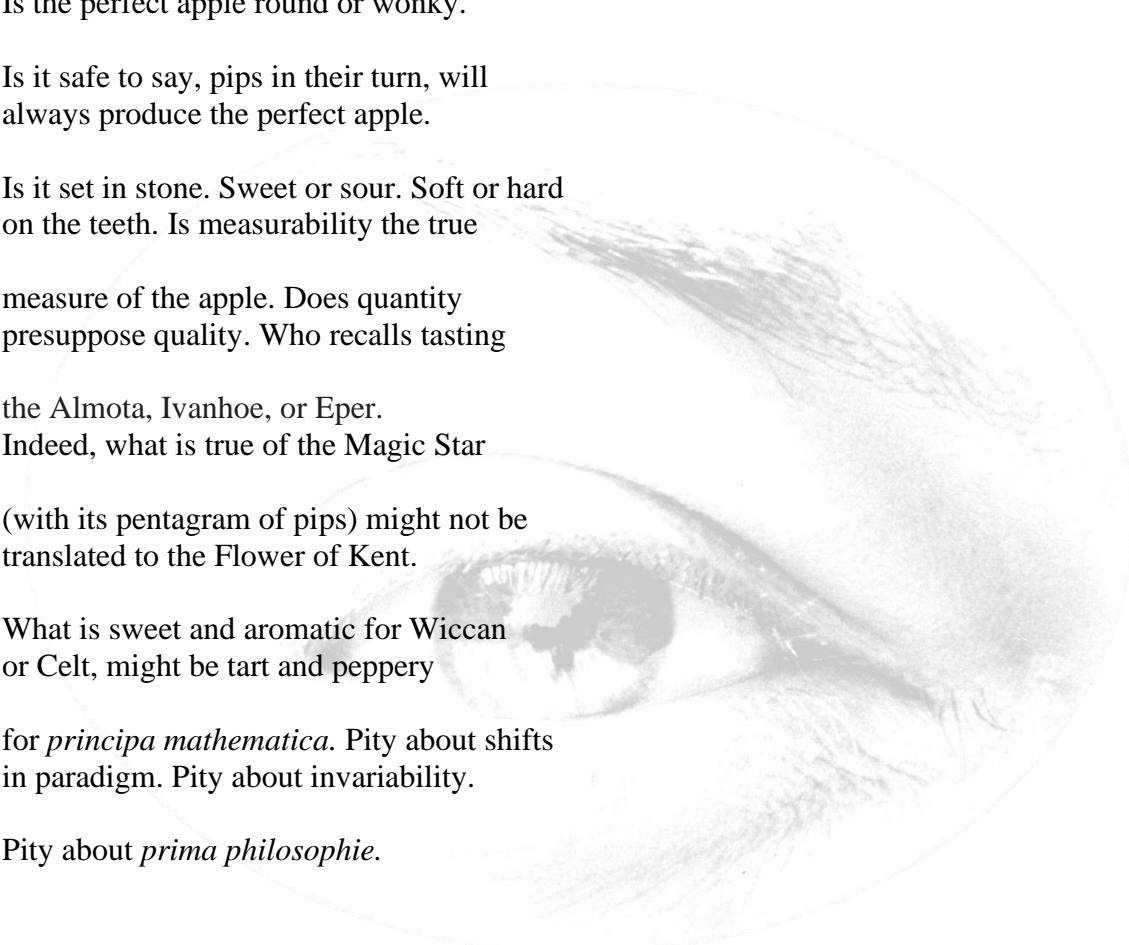 Is the perfect apple round or wonky.
Is it safe to say, pips in their turn, will
always produce the perfect apple.
Is it set in stone. Sweet or sour. Soft or hard
on the teeth. Is measurability the true
measure of the apple. Does quantity
presuppose quality. Who recalls tasting
the Almota, Ivanhoe, or Eper.
Indeed, what is true of the Magic Star
(with its pentagram of pips) might not be
translated to the Flower of Kent.
What is sweet and aromatic for Wiccan
or Celt, might be tart and peppery
for principa mathematica. Pity about shifts
in paradigm. Pity about invariability.
Pity about prima philosophie.